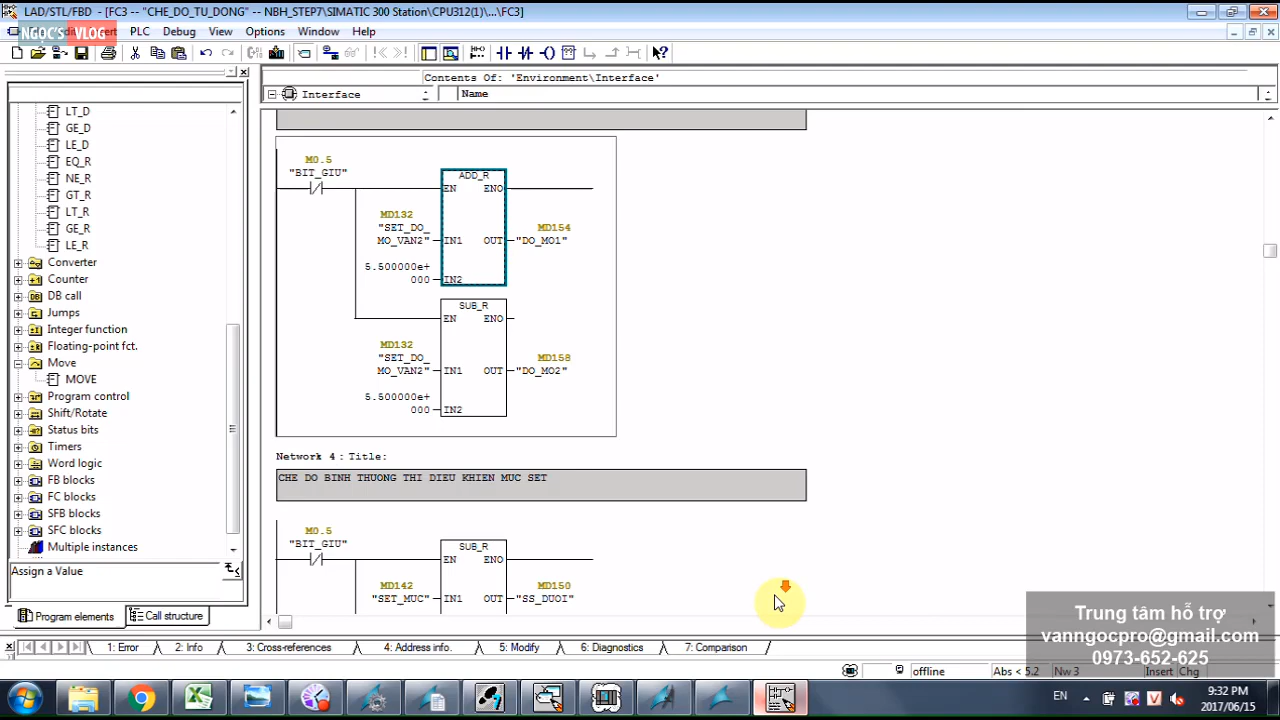 LAD/STL/FBD - [FC3 -- "CHE_DO_TU_DONG" -- NBH_STEP7\SIMATIC 300 Station\CPU312(1)\...\FC3]
NGỌC'S VLOG
PLC Debug View Options Window Help
Contents Of: 'Environment\Interface'
Interface
Name
LT_D
GE_D
LE_D
EQ_R
NE_R
GT_R
LT_R
GE_R
LE_R
Converter
Counter
DB call
Jumps
Integer function
Floating-point fct.
Move
MOVE
Program control
Shift/Rotate
Status bits
Timers
Word logic
FB blocks
FC blocks
SFB blocks
SFC blocks
Multiple instances
Assign a Value
Program elements
Call structure
M0.5
"BIT_GIU"
ADD_R
EN ENO
MD132
"SET_DO_
MO_VAN2"
IN1 OUT
MD154
"DO_MO1"
5.500000e+
000
IN2
SUB_R
EN ENO
MD132
"SET_DO_
MO_VAN2"
IN1 OUT
MD158
"DO_MO2"
5.500000e+
000
IN2
Network 4 : Title:
CHE DO BINH THUONG THI DIEU KHIEN MUC SET
M0.5
"BIT_GIU"
SUB_R
EN ENO
MD142
"SET_MUC"
IN1 OUT
MD150
"SS_DUOI"
1: Error 2: Info 3: Cross-references 4: Address info. 5: Modify 6: Diagnostics 7: Comparison
offline
Abs < 5.2
Nw 3
Insert
Chg
Trung tâm hỗ trợ
vanngocpro@gmail.com
0973-652-625
EN
9:32 PM
2017/06/15